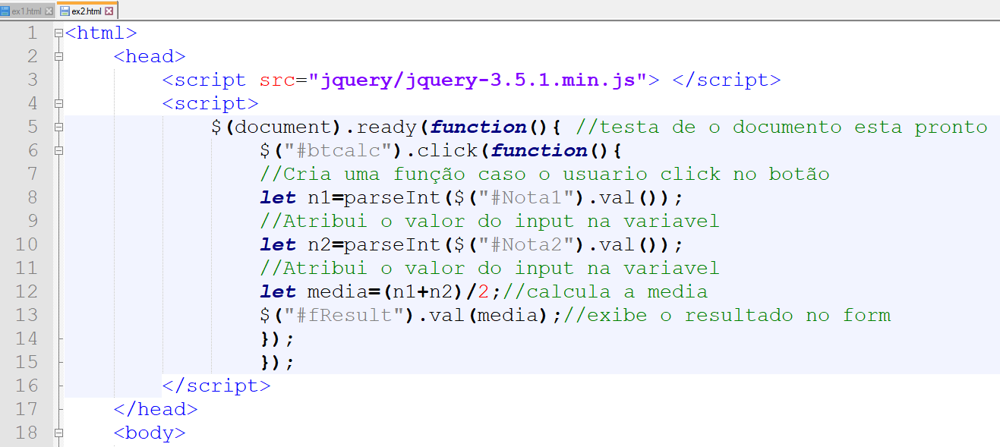 ex1.html ex2.html
1 <html>
2 <head>
3 <script src="jquery/jquery-3.5.1.min.js"> </script>
4 <script>
5 $(document).ready(function(){ //testa de o documento esta pronto
6 $("#btcalc").click(function(){
7 //Cria uma função caso o usuario click no botão
8 let n1=parseInt($("#Nota1").val());
9 //Atribui o valor do input na variavel
10 let n2=parseInt($("#Nota2").val());
11 //Atribui o valor do input na variavel
12 let media=(n1+n2)/2;//calcula a media
13 $("#fResult").val(media);//exibe o resultado no form
14 });
15 });
16 </script>
17 </head>
18 <body>